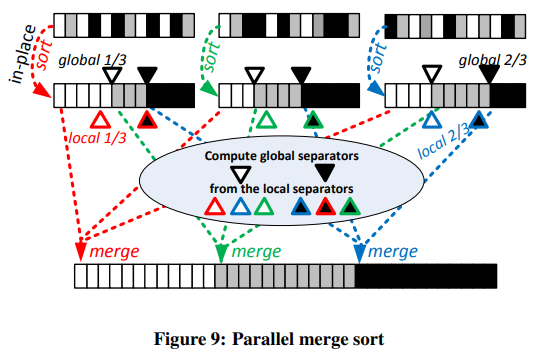 in-place
sort
sort
sort
global 1/3
global 2/3
local 1/3
local 2/3
Compute global separators
from the local separators
merge
merge
merge
Figure 9: Parallel merge sort